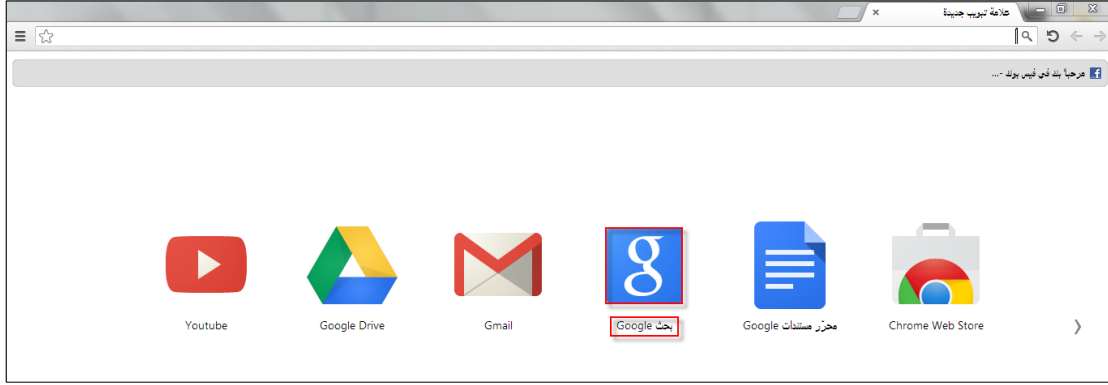 علامة تبويب جديدة
مرحباً بك في فيس بوك -...
g
Chrome Web Store
محرّر مستندات Google
بحث Google
Gmail
Google Drive
Youtube